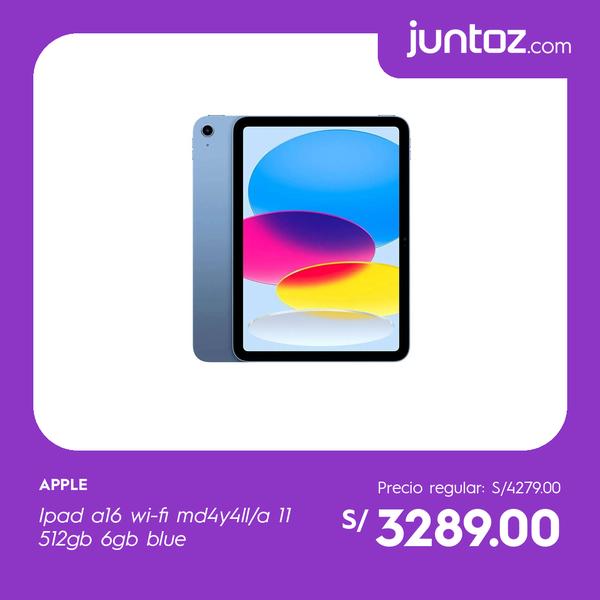 juntoz.com
APPLE
Ipad a16 wi-fi md4y4ll/a 11
512gb 6gb blue
Precio regular: S/4279.00
S/ 3289.00